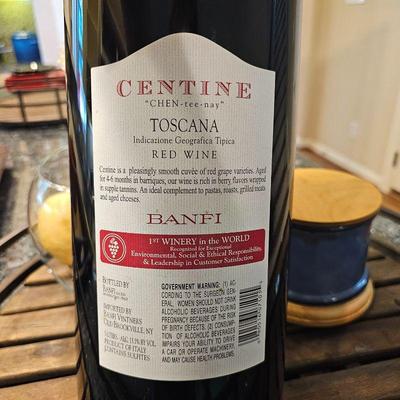 CENTINE
"CHEN-tee-nay"
TOSCANA
Indicazione Geografica Tipica
RED WINE
Centine is a pleasingly smooth cuvée of red grape varieties. Aged
for 4-6 months in barriques, our wine is rich in berry flavors wrapped
in supple tannins. An ideal complement to pastas, roasts, grilled meats
and aged cheeses.
BANFI
1ST WINERY in the WORLD
Recognized for Exceptional
Environmental, Social & Ethical Responsibility
& Leadership in Customer Satisfaction
BOTTLED BY
BANFI
IMPORTED BY
BANFI VINTNERS
OLD BROOKVILLE, NY
ALC. 13.5% BY VOL.
PRODUCT OF ITALY
CONTAINS SULFITES
GOVERNMENT WARNING: (1) AC-
CORDING TO THE SURGEON GEN-
ERAL, WOMEN SHOULD NOT DRINK
ALCOHOLIC BEVERAGES DURING
PREGNANCY BECAUSE OF THE RISK
OF BIRTH DEFECTS. (2) CONSUMP-
TION OF ALCOHOLIC BEVERAGES
IMPAIRS YOUR ABILITY TO DRIVE
A CAR OR OPERATE MACHINERY,
AND MAY CAUSE HEALTH PROBLEMS.